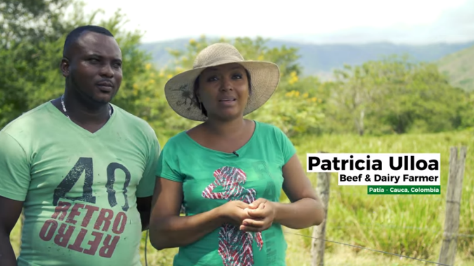 40
RETRO
RETRO
Patricia Ulloa
Beef & Dairy Farmer
Patía - Cauca, Colombia